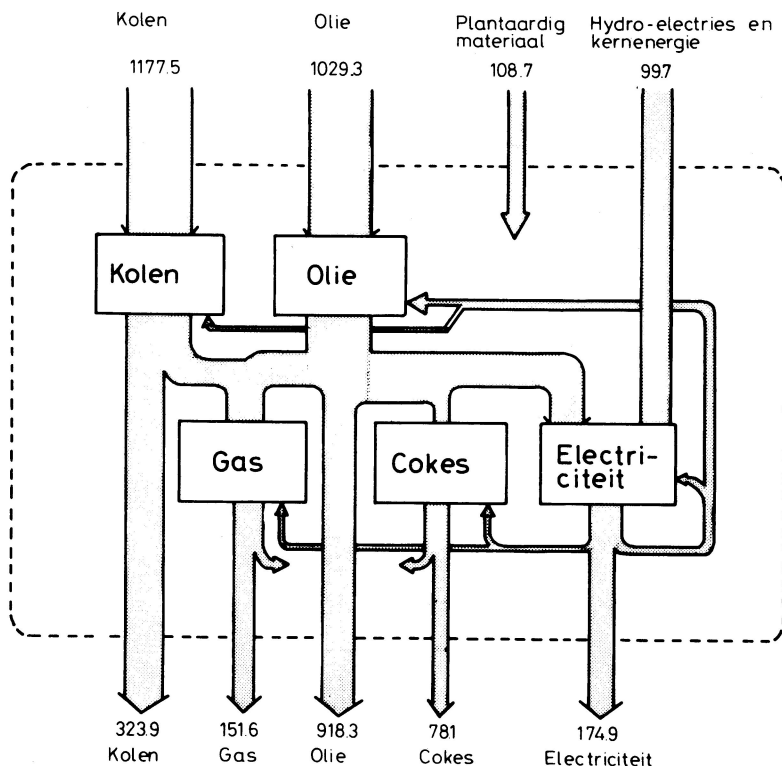 Kolen
Olie
Plantaardig
materiaal
Hydro-electries en
kernenergie
1177.5
1029.3
108.7
99.7
Kolen
Olie
Gas
Cokes
Electri-
citeit
323.9
151.6
918.3
781
174.9
Kolen
Gas
Olie
Cokes
Electriciteit